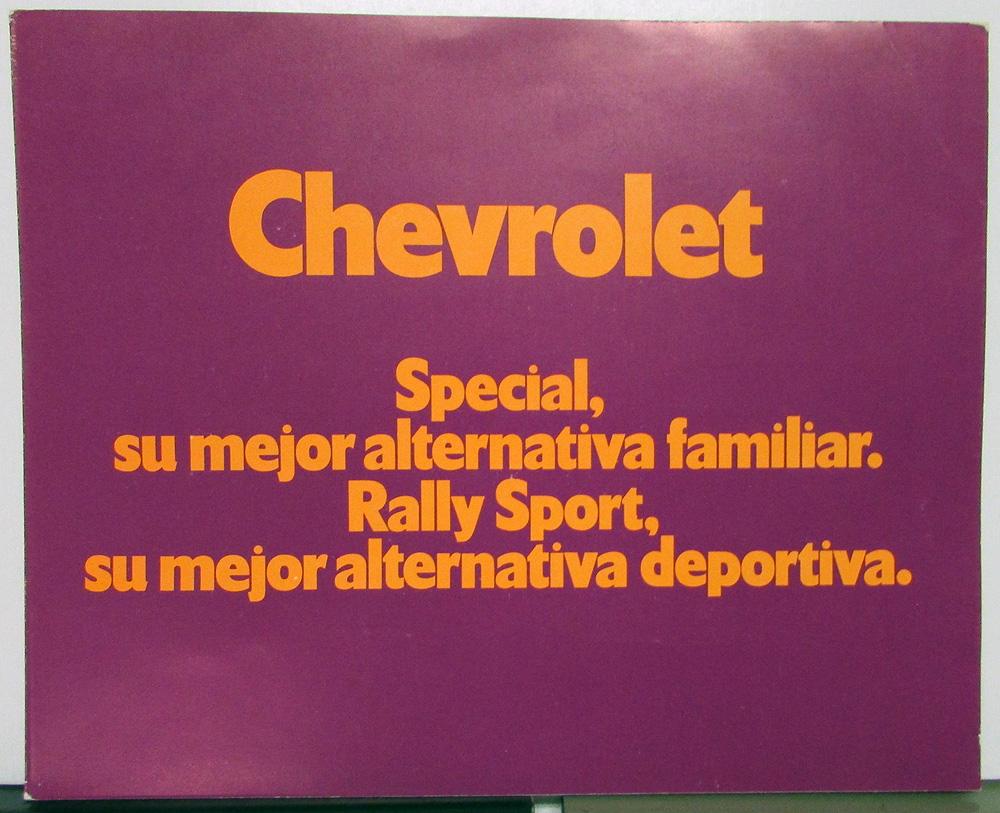 Chevrolet
Special,
su mejor alternativa familiar.
Rally Sport,
su mejor alternativa deportiva.